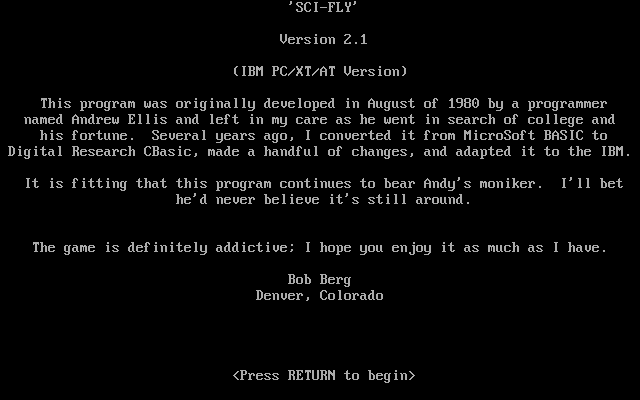 'SCI-FLY'
Version 2.1
(IBM PC/XT/AT Version)
This program was originally developed in August of 1980 by a programmer
named Andrew Ellis and left in my care as he went in search of college and
his fortune.  Several years ago, I converted it from MicroSoft BASIC to
Digital Research CBasic, made a handful of changes, and adapted it to the IBM.
It is fitting that this program continues to bear Andy's moniker.  I'll bet
he'd never believe it's still around.
The game is definitely addictive; I hope you enjoy it as much as I have.
Bob Berg
Denver, Colorado
<Press RETURN to begin>